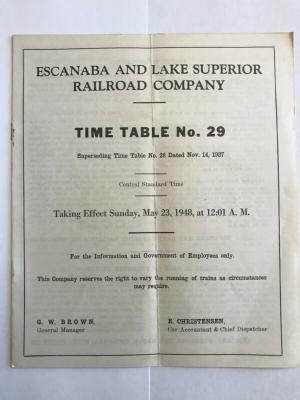 ESCANABA AND LAKE SUPERIOR
RAILROAD COMPANY
TIME TABLE No. 29
Superseding Time Table No. 28 Dated Nov. 14, 1937
Central Standard Time
Taking Effect Sunday, May 23, 1948, at 12:01 A. M.
For the Information and Government of Employees only.
This Company reserves the right to vary the running of trains as circumstances
may require.
G. W. BROWN,
General Manager
E. CHRISTENSEN,
Car Accountant & Chief Dispatcher